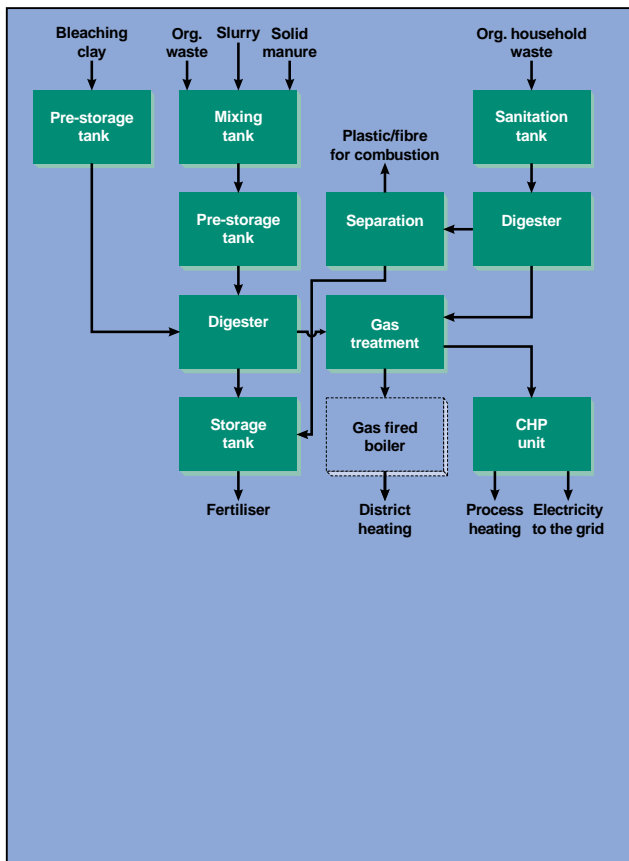 Bleaching
clay
Org.
waste
Slurry
Solid
manure
Org. household
waste
Pre-storage
tank
Mixing
tank
Sanitation
tank
Plastic/fibre
for combustion
Pre-storage
tank
Separation
Digester
Digester
Gas
treatment
Storage
tank
Gas fired
boiler
CHP
unit
Fertiliser
District
heating
Process
heating
Electricity
to the grid